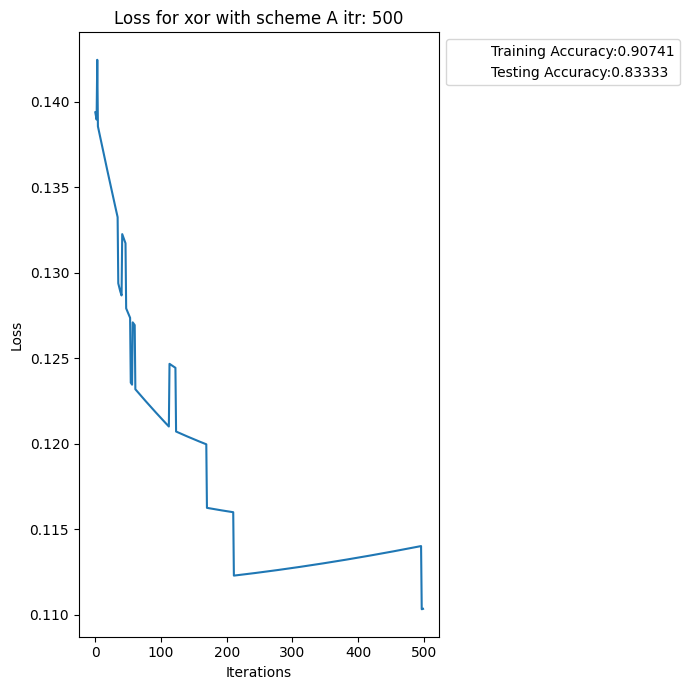 Loss for xor with scheme A itr: 500
Training Accuracy:0.90741
Testing Accuracy:0.83333
0.140
0.135
0.130
0.125
0.120
0.115
0.110
Loss
0 100 200 300 400 500
Iterations